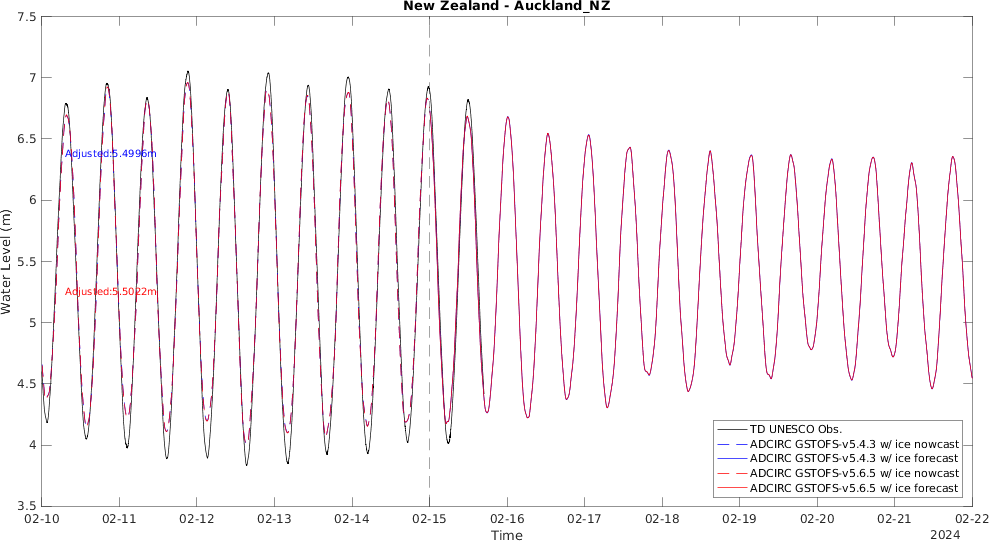 New Zealand - Auckland_NZ
7.5
7
6.5
6
5.5
5
4.5
4
3.5
Water Level (m)
Adjusted:5.4996m
Adjusted:5.5022m
TD UNESCO Obs.
ADCIRC GSTOFS-v5.4.3 w/ ice nowcast
ADCIRC GSTOFS-v5.4.3 w/ ice forecast
ADCIRC GSTOFS-v5.6.5 w/ ice nowcast
ADCIRC GSTOFS-v5.6.5 w/ ice forecast
02-10 02-11 02-12 02-13 02-14 02-15 02-16 02-17 02-18 02-19 02-20 02-21 02-22
Time
2024